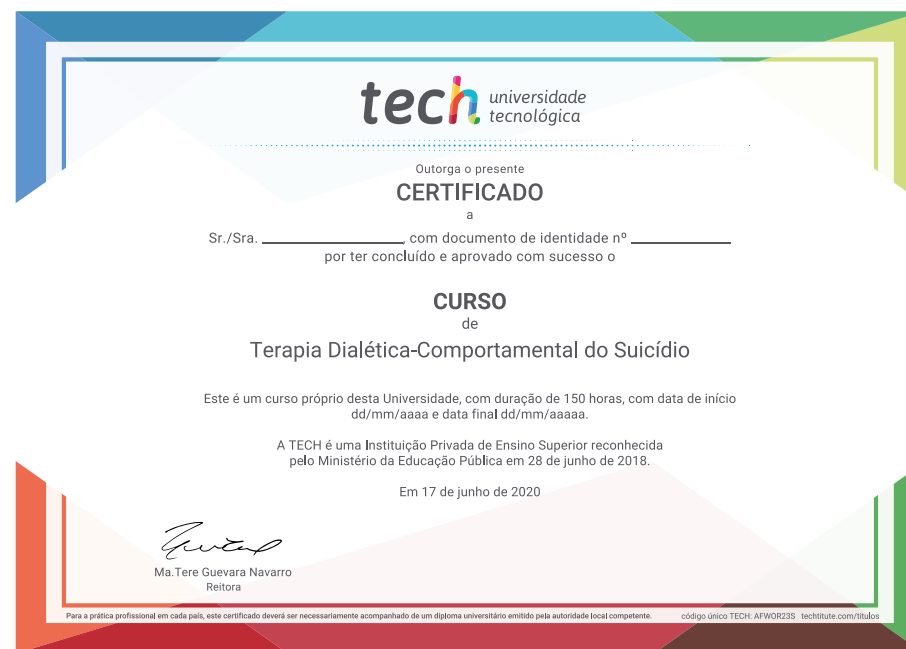 tech universidade
tecnológica
Outorga o presente
CERTIFICADO
a
Sr./Sra. ______________, com documento de identidade nº __________
por ter concluído e aprovado com sucesso o
CURSO
de
Terapia Dialética-Comportamental do Suicídio
Este é um curso próprio desta Universidade, com duração de 150 horas, com data de início
dd/mm/aaaa e data final dd/mm/aaaaa.
A TECH é uma Instituição Privada de Ensino Superior reconhecida
pelo Ministério da Educação Pública em 28 de junho de 2018.
Em 17 de junho de 2020
Ma.Tere Guevara Navarro
Reitora
Para a prática profissional em cada país, este certificado deverá ser necessariamente acompanhado de um diploma universitário emitido pela autoridade local competente. código único TECH: AFWOR23S techtitute.com/titulos